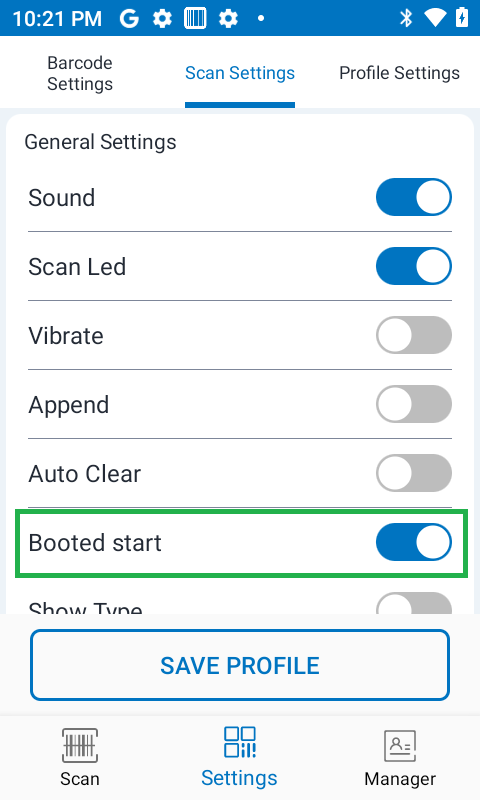 10:21 PM
Barcode
Settings
Scan Settings
Profile Settings
General Settings
Sound
Scan Led
Vibrate
Append
Auto Clear
Booted start
Show Type
SAVE PROFILE
Scan
Settings
Manager